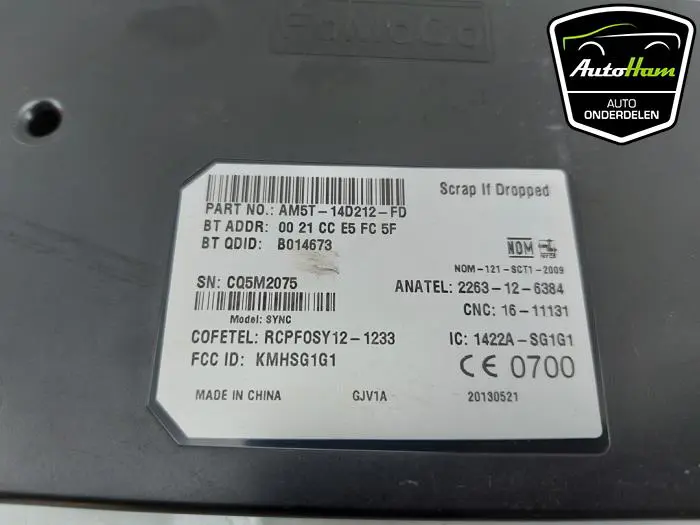 FoMoCo
AutoHam
AUTO
ONDERDELEN
Scrap If Dropped
PART NO.: AM5T-14D212-FD
BT ADDR: 00 21 CC E5 FC 5F
BT QDID: B014673
NOM
NOM-121-SCT1-2009
SN: CQ5M2075
ANATEL: 2263-12-6384
CNC: 16-11131
Model: SYNC
COFETEL: RCPFOSY12-1233
IC: 1422A-SG1G1
FCC ID: KMHSG1G1
CE 0700
MADE IN CHINA
GJV1A
20130521